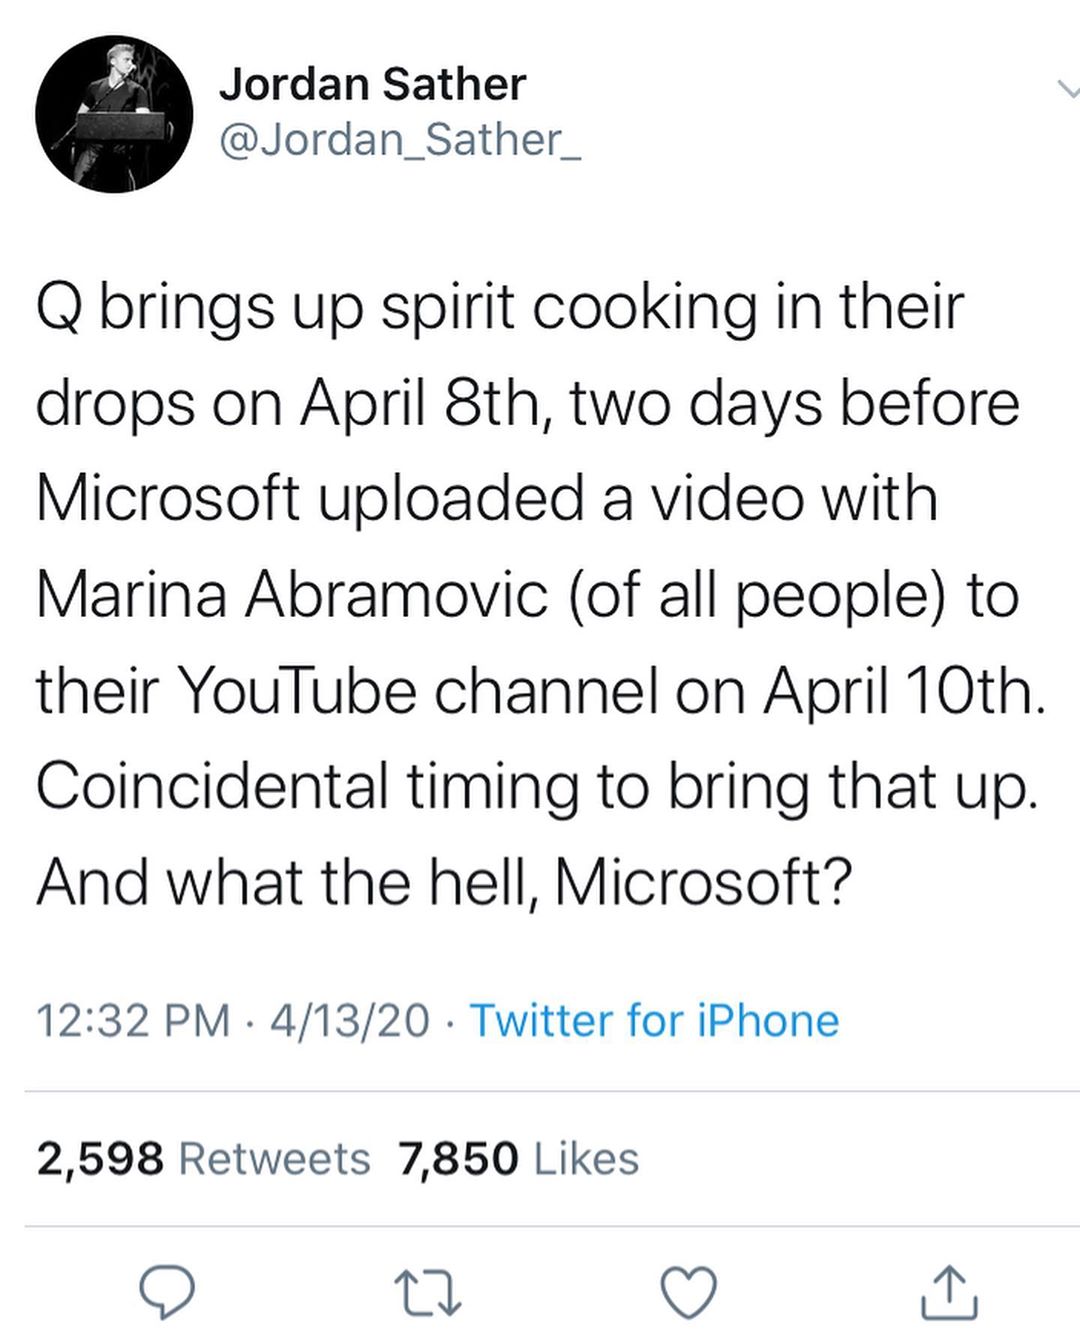 Jordan Sather
@Jordan_Sather_
Q brings up spirit cooking in their
drops on April 8th, two days before
Microsoft uploaded a video with
Marina Abramovic (of all people) to
their YouTube channel on April 10th.
Coincidental timing to bring that up.
And what the hell, Microsoft?
12:32 PM · 4/13/20 · Twitter for iPhone
2,598 Retweets 7,850 Likes